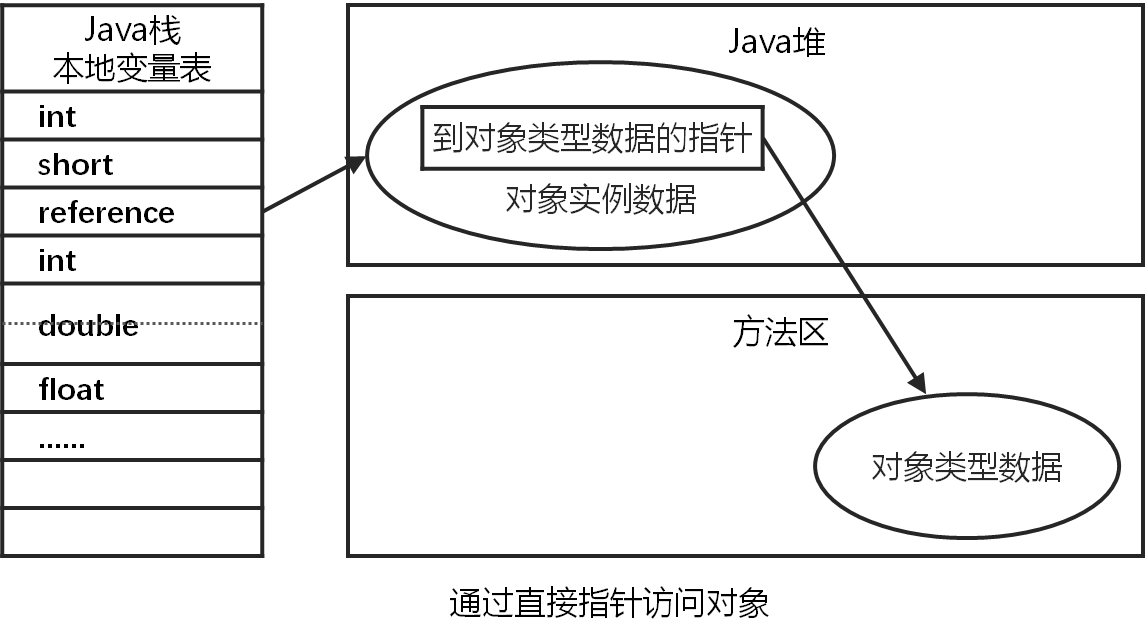 Java栈
本地变量表
int
short
reference
int
double
float
......
Java堆
到对象类型数据的指针
对象实例数据
方法区
对象类型数据
通过直接指针访问对象